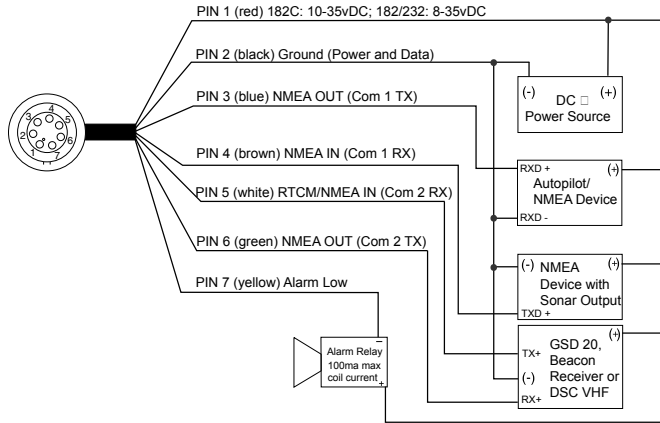 PIN 1 (red) 182C: 10-35vDC; 182/232: 8-35vDC
PIN 2 (black) Ground (Power and Data)
PIN 3 (blue) NMEA OUT (Com 1 TX)
PIN 4 (brown) NMEA IN (Com 1 RX)
PIN 5 (white) RTCM/NMEA IN (Com 2 RX)
PIN 6 (green) NMEA OUT (Com 2 TX)
PIN 7 (yellow) Alarm Low
4
3
5
2
6
1
7
(-)
(+)
DC □
Power Source
RXD +
(+)
Autopilot/
NMEA Device
RXD -
(-)
(+)
NMEA
Device with
Sonar Output
TXD +
(+)
GSD 20,
TX+
Beacon
(-)
Receiver or
DSC VHF
RX+
–
Alarm Relay
100ma max
coil current
+